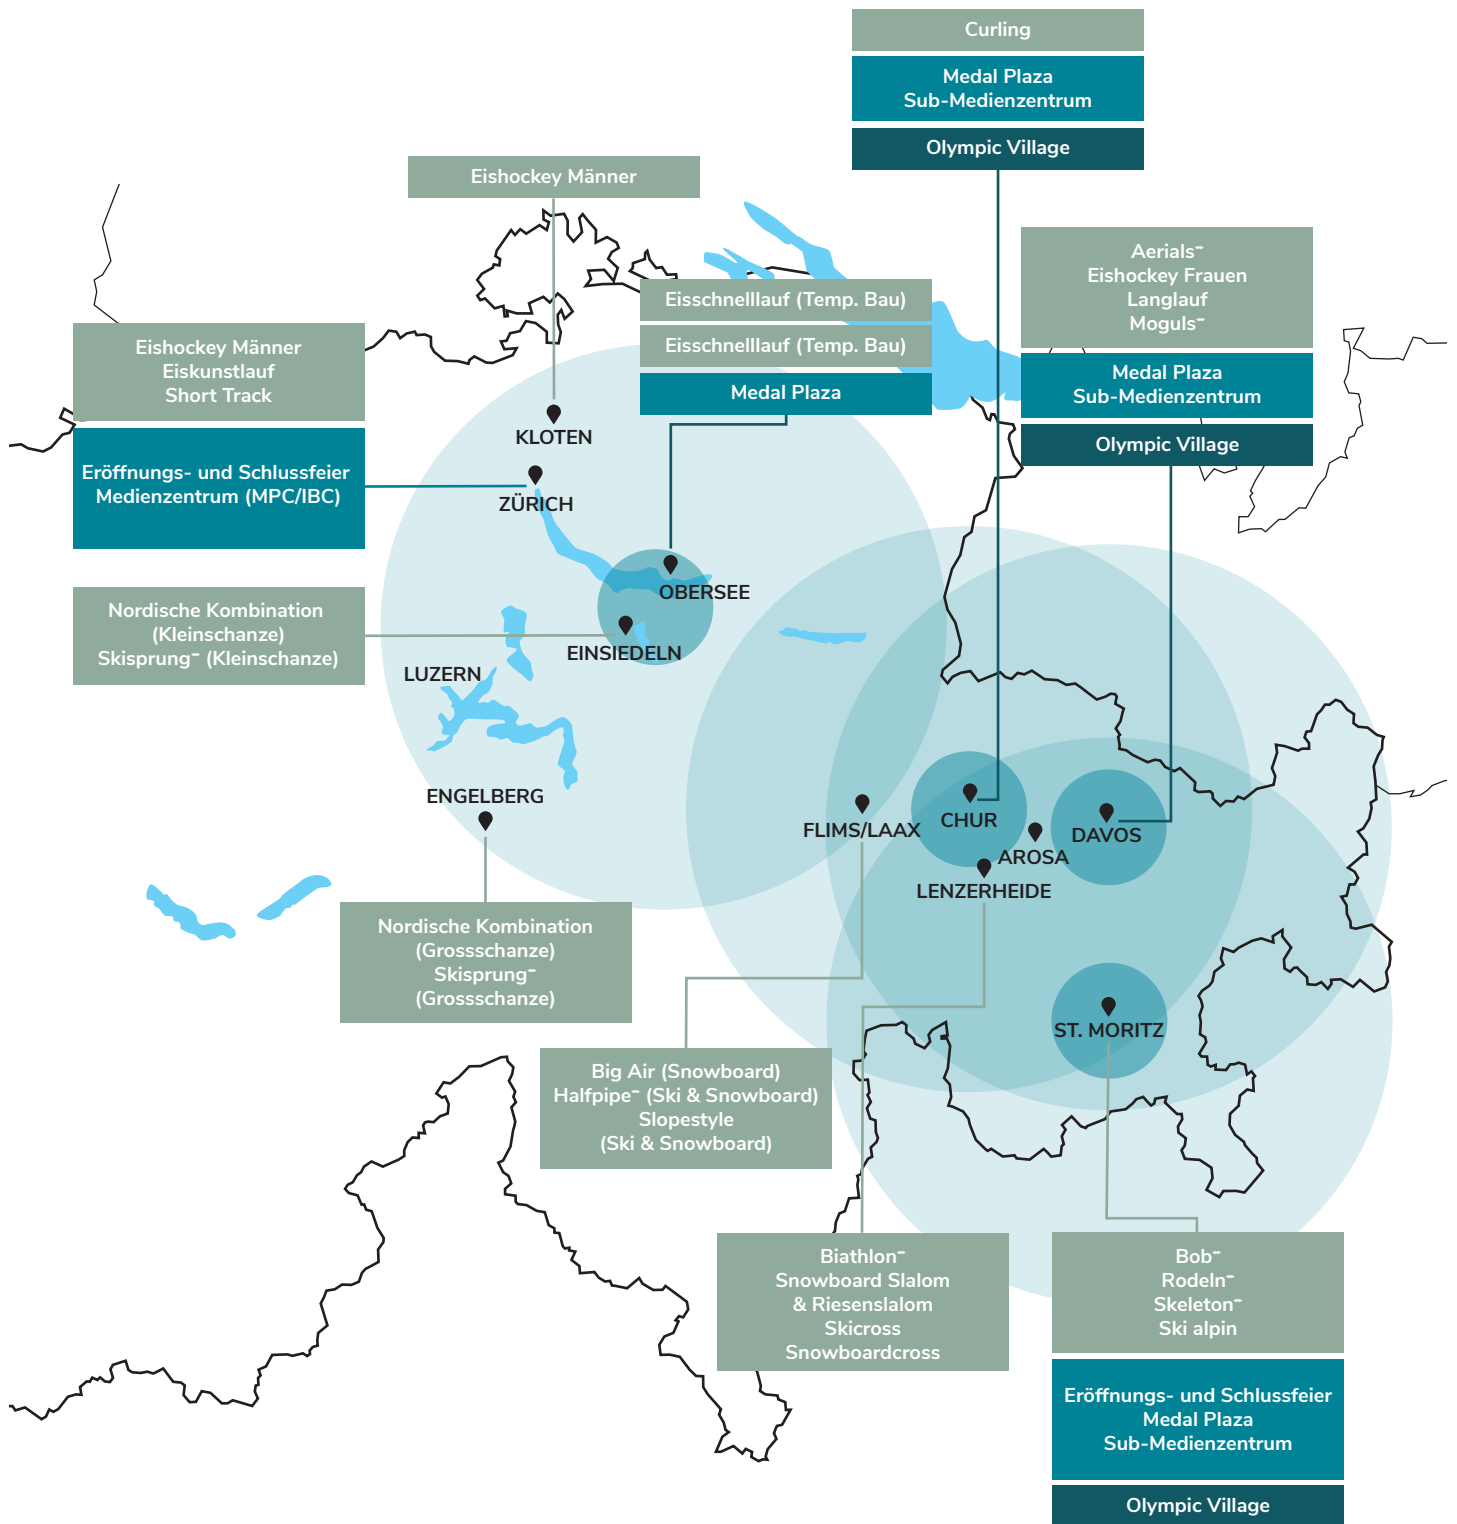 Curling
Medal Plaza
Sub-Medienzentrum
Olympic Village
Eishockey Männer
Aerials
Eishockey Frauen
Langlauf
Moguls
Medal Plaza
Sub-Medienzentrum
Olympic Village
Eisschnelllauf (Temp. Bau)
Eisschnelllauf (Temp. Bau)
Medal Plaza
Eishockey Männer
Eiskunstlauf
Short Track
Eröffnungs- und Schlussfeier
Medienzentrum (MPC/IBC)
KLOTEN
ZÜRICH
OBERSEE
Nordische Kombination
(Kleinschanze)
Skisprung (Kleinschanze)
EINSIEDELN
LUZERN
ENGELBERG
FLIMS/LAAX
CHUR
AROSA
DAVOS
LENZERHEIDE
Nordische Kombination
(Grossschanze)
Skisprung
(Grossschanze)
ST. MORITZ
Big Air (Snowboard)
Halfpipe (Ski & Snowboard)
Slopestyle
(Ski & Snowboard)
Biathlon
Snowboard Slalom
& Riesenslalom
Skicross
Snowboardcross
Bob
Rodeln
Skeleton
Ski alpin
Eröffnungs- und Schlussfeier
Medal Plaza
Sub-Medienzentrum
Olympic Village